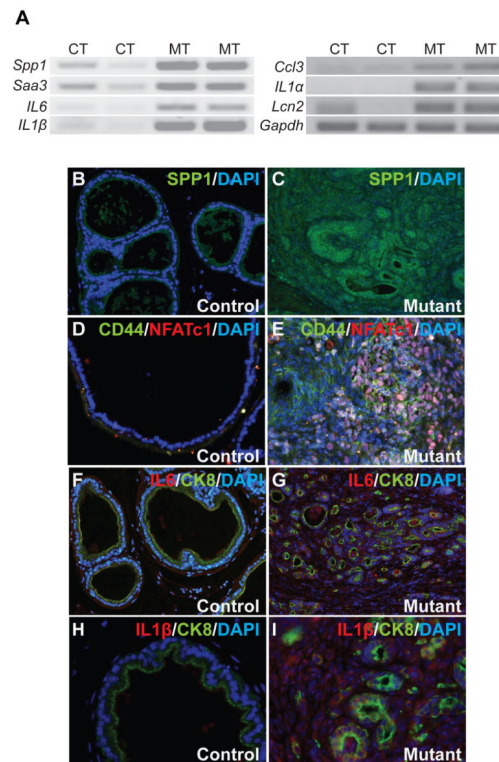 A
CT CT MT MT
Spp1
Saa3
IL6
IL1β
CT CT MT MT
Ccl3
IL1α
Lcn2
Gapdh
B SPP1/DAPI
Control
C SPP1/DAPI
Mutant
D CD44/NFATc1/DAPI
Control
E CD44/NFATc1/DAPI
Mutant
F IL6/CK8/DAPI
Control
G IL6/CK8/DAPI
Mutant
H IL1β/CK8/DAPI
Control
I IL1β/CK8/DAPI
Mutant